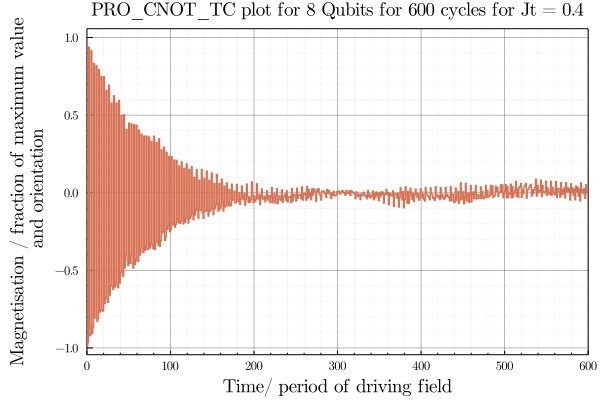 PRO_CNOT_TC plot for 8 Qubits for 600 cycles for Jt = 0.4
Magnetisation / fraction of maximum value
and orientation
1.0
0.5
0.0
−0.5
−1.0
0 100 200 300 400 500 600
Time/ period of driving field